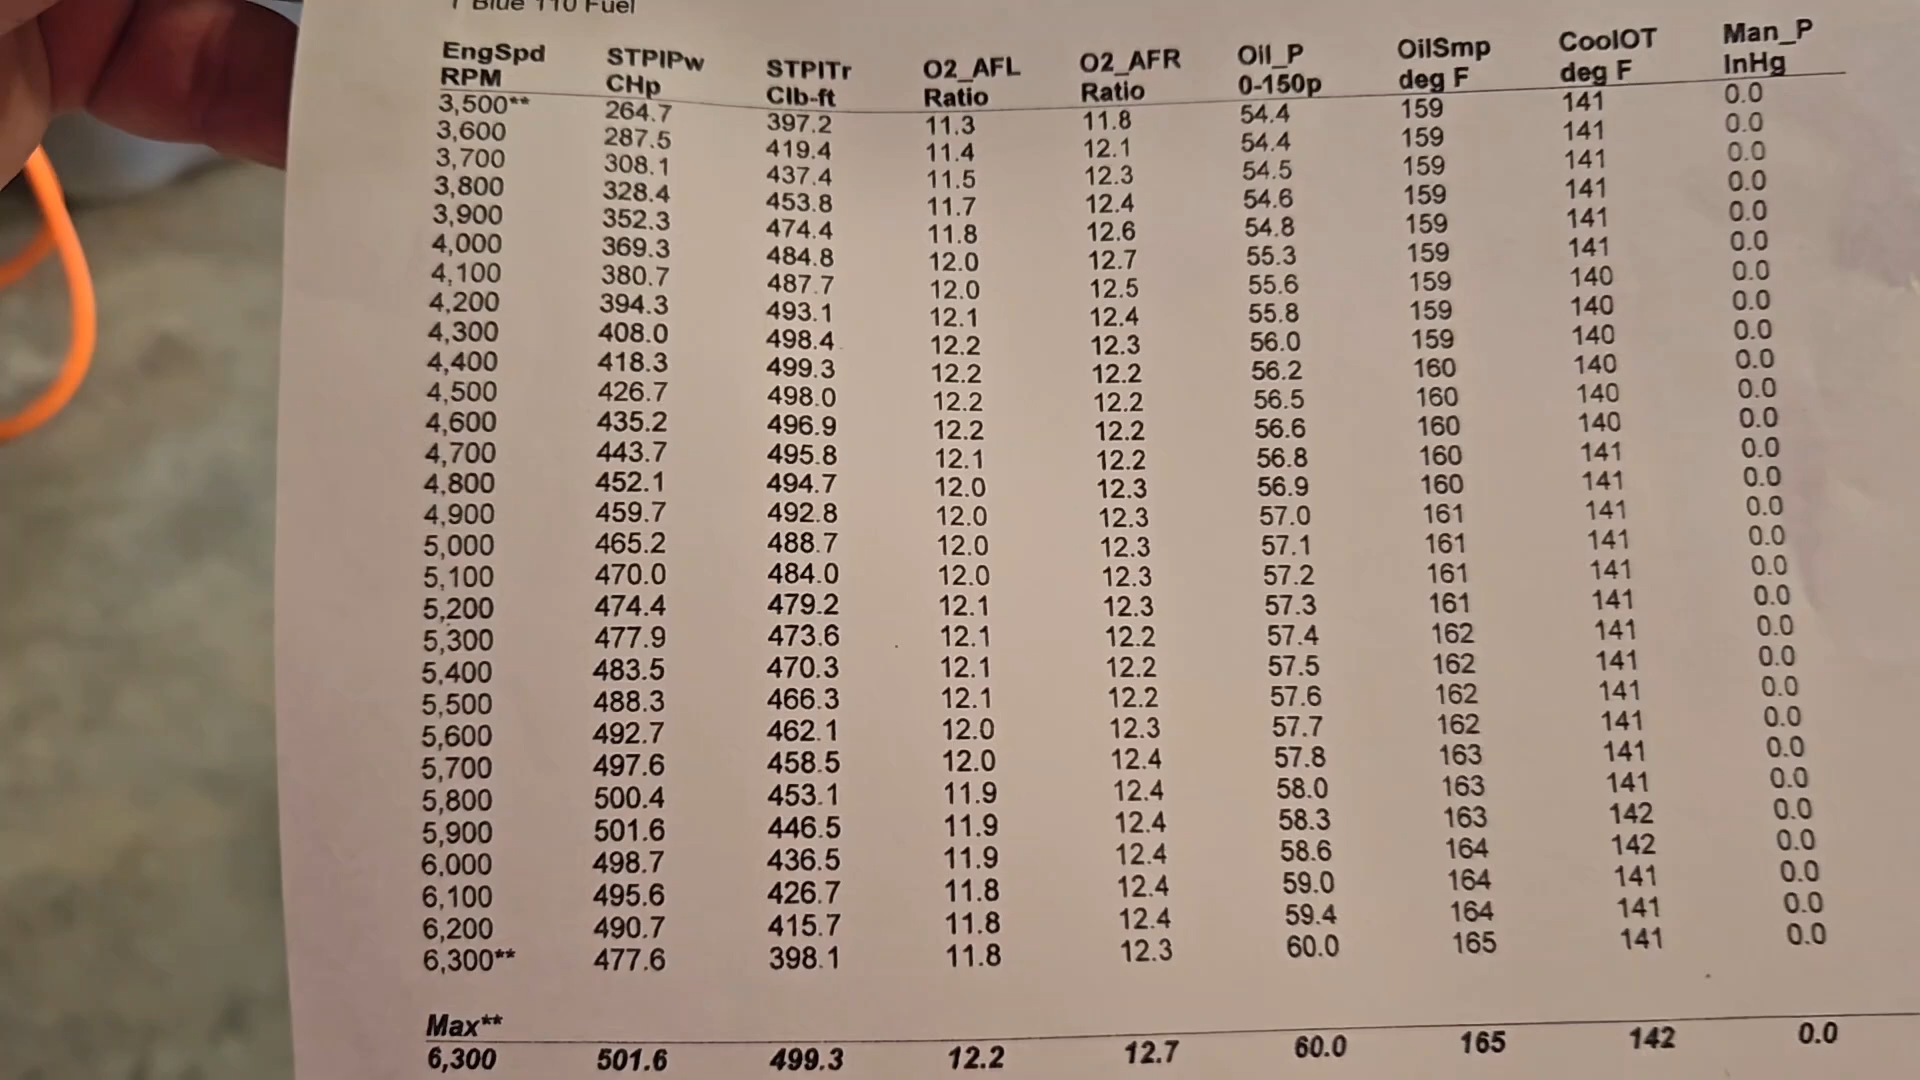 Blue 110 Fuel
EngSpd STPIPw STPITr O2_AFL O2_AFR Oil_P OilSmp CoolOT Man_P
RPM CHp Clb-ft Ratio Ratio 0-150p deg F deg F InHg
3,500** 264.7 397.2 11.3 11.8 54.4 159 141 0.0
3,600 287.5 419.4 11.4 12.1 54.4 159 141 0.0
3,700 308.1 437.4 11.5 12.3 54.5 159 141 0.0
3,800 328.4 453.8 11.7 12.4 54.6 159 141 0.0
3,900 352.3 474.4 11.8 12.6 54.8 159 141 0.0
4,000 369.3 484.8 12.0 12.7 55.3 159 141 0.0
4,100 380.7 487.7 12.0 12.5 55.6 159 140 0.0
4,200 394.3 493.1 12.1 12.4 55.8 159 140 0.0
4,300 408.0 498.4 12.2 12.3 56.0 159 140 0.0
4,400 418.3 499.3 12.2 12.2 56.2 160 140 0.0
4,500 426.7 498.0 12.2 12.2 56.5 160 140 0.0
4,600 435.2 496.9 12.2 12.2 56.6 160 140 0.0
4,700 443.7 495.8 12.1 12.2 56.8 160 141 0.0
4,800 452.1 494.7 12.0 12.3 56.9 160 141 0.0
4,900 459.7 492.8 12.0 12.3 57.0 161 141 0.0
5,000 465.2 488.7 12.0 12.3 57.1 161 141 0.0
5,100 470.0 484.0 12.0 12.3 57.2 161 141 0.0
5,200 474.4 479.2 12.1 12.3 57.3 161 141 0.0
5,300 477.9 473.6 12.1 12.2 57.4 162 141 0.0
5,400 483.5 470.3 12.1 12.2 57.5 162 141 0.0
5,500 488.3 466.3 12.1 12.2 57.6 162 141 0.0
5,600 492.7 462.1 12.0 12.3 57.7 162 141 0.0
5,700 497.6 458.5 12.0 12.4 57.8 163 141 0.0
5,800 500.4 453.1 11.9 12.4 58.0 163 141 0.0
5,900 501.6 446.5 11.9 12.4 58.3 163 142 0.0
6,000 498.7 436.5 11.9 12.4 58.6 164 142 0.0
6,100 495.6 426.7 11.8 12.4 59.0 164 141 0.0
6,200 490.7 415.7 11.8 12.4 59.4 164 141 0.0
6,300** 477.6 398.1 11.8 12.3 60.0 165 141 0.0
Max**
6,300 501.6 499.3 12.2 12.7 60.0 165 142 0.0